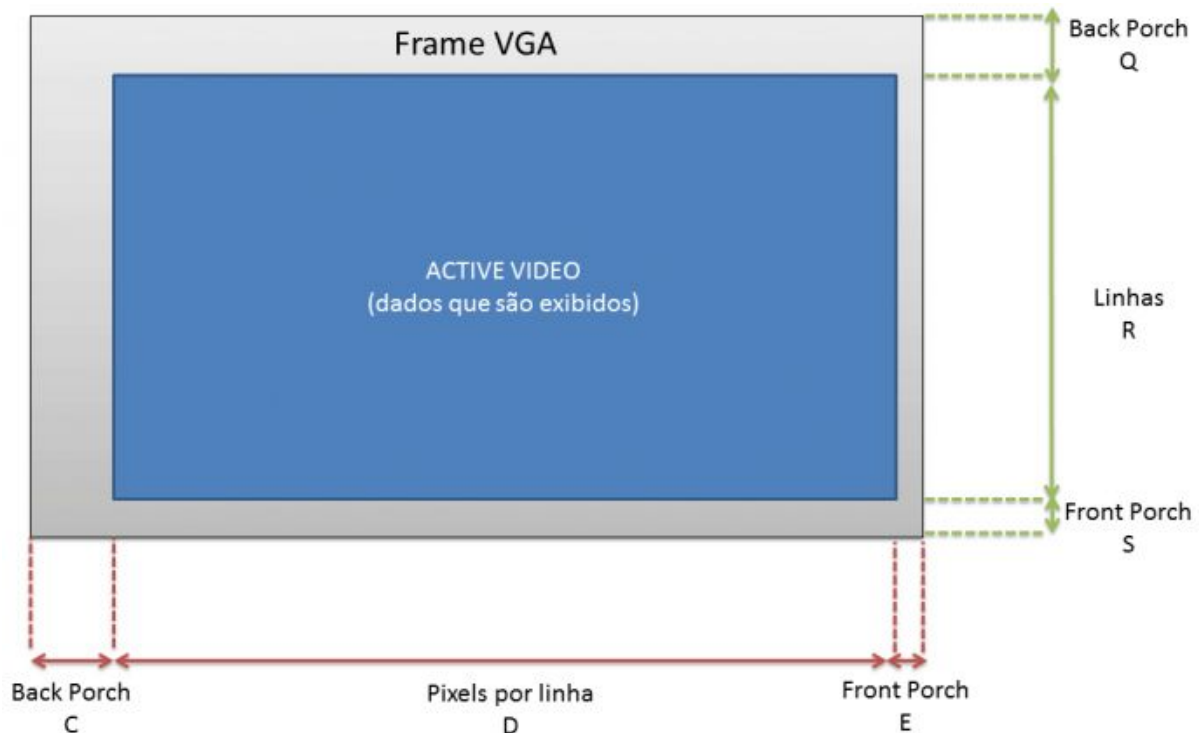 Frame VGA
Back Porch
Q
ACTIVE VIDEO
(dados que são exibidos)
Linhas
R
Front Porch
S
Back Porch
C
Pixels por linha
D
Front Porch
E